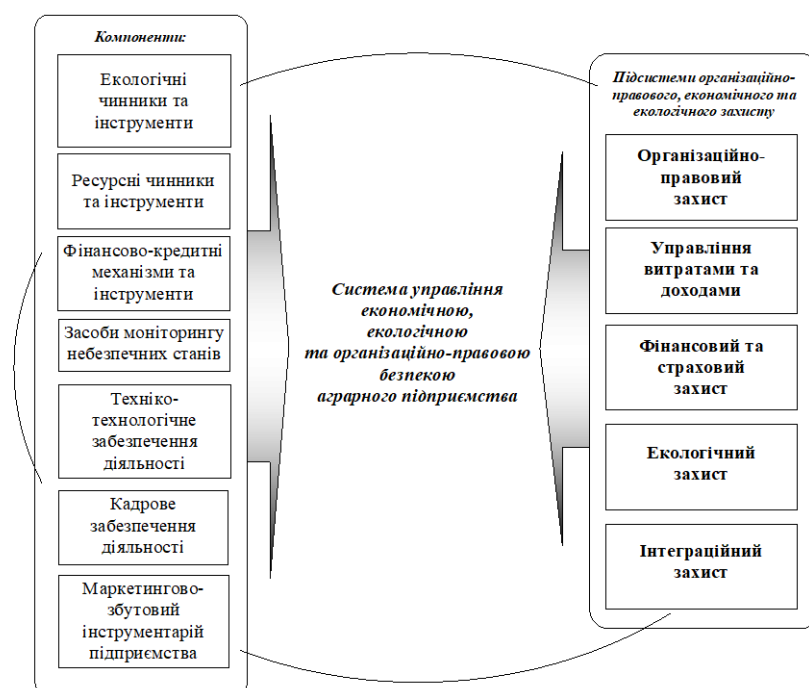 Компоненти:
Екологічні
чинники та
інструменти
Ресурсні чинники
та інструменти
Фінансово-кредитні
механізми та
інструменти
Засоби моніторингу
небезпечних станів
Техніко-
технологічне
забезпечення
діяльності
Кадрове
забезпечення
діяльності
Маркетингово-
збутовий
інструментарій
підприємства
Система управління
економічною,
екологічною
та організаційно-правовою
безпекою
аграрного підприємства
Підсистеми організаційно-
правового, економічного та
екологічного захисту
Організаційно-
правовий
захист
Управління
витратами та
доходами
Фінансовий та
страховий
захист
Екологічний
захист
Інтеграційний
захист